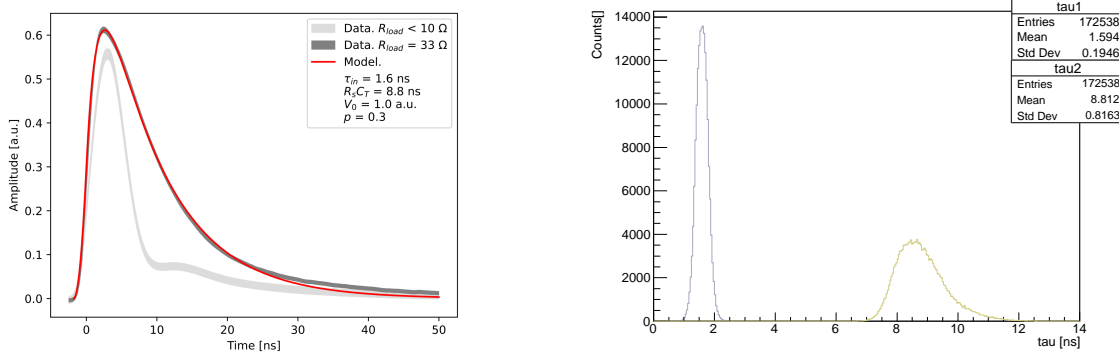 Data. R_load < 10 Ω
Data. R_load = 33 Ω
Model.
τ_in = 1.6 ns
R_sC_T = 8.8 ns
V_0 = 1.0 a.u.
p = 0.3
Amplitude [a.u.]
0.6
0.5
0.4
0.3
0.2
0.1
0.0
0 10 20 30 40 50
Time [ns]
tau1
Entries 172538
Mean 1.594
Std Dev 0.1946
tau2
Entries 172538
Mean 8.812
Std Dev 0.8163
Counts[]
14000
12000
10000
8000
6000
4000
2000
0
0 2 4 6 8 10 12 14
tau [ns]